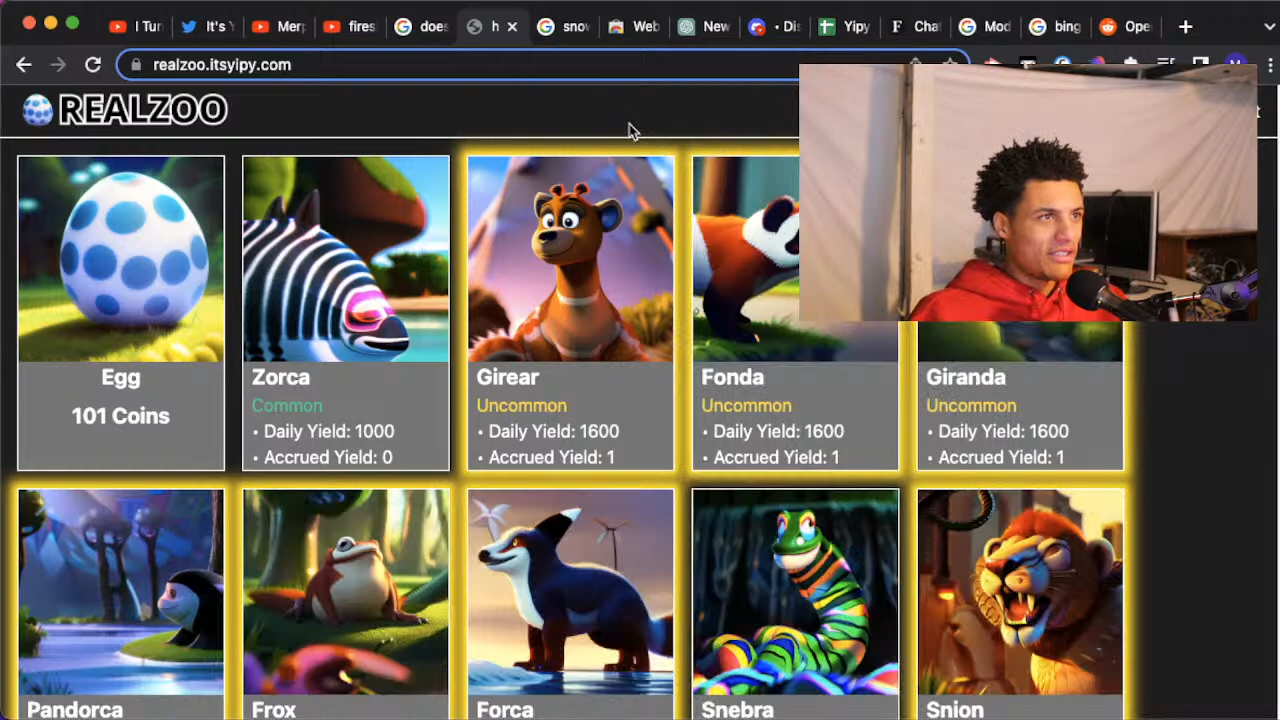 I Tur
It's Y
Mer
fires
does
h
snow
Web
New
• Dis
Yipy
Chat
Mod
bing
Ope
realzoo.itsyipy.com
REALZOO
Egg
101 Coins
Zorca
Common
• Daily Yield: 1000
• Accrued Yield: 0
Girear
Uncommon
• Daily Yield: 1600
• Accrued Yield: 1
Fonda
Uncommon
• Daily Yield: 1600
• Accrued Yield: 1
Giranda
Uncommon
• Daily Yield: 1600
• Accrued Yield: 1
Pandorca
Frox
Forca
Snebra
Snion